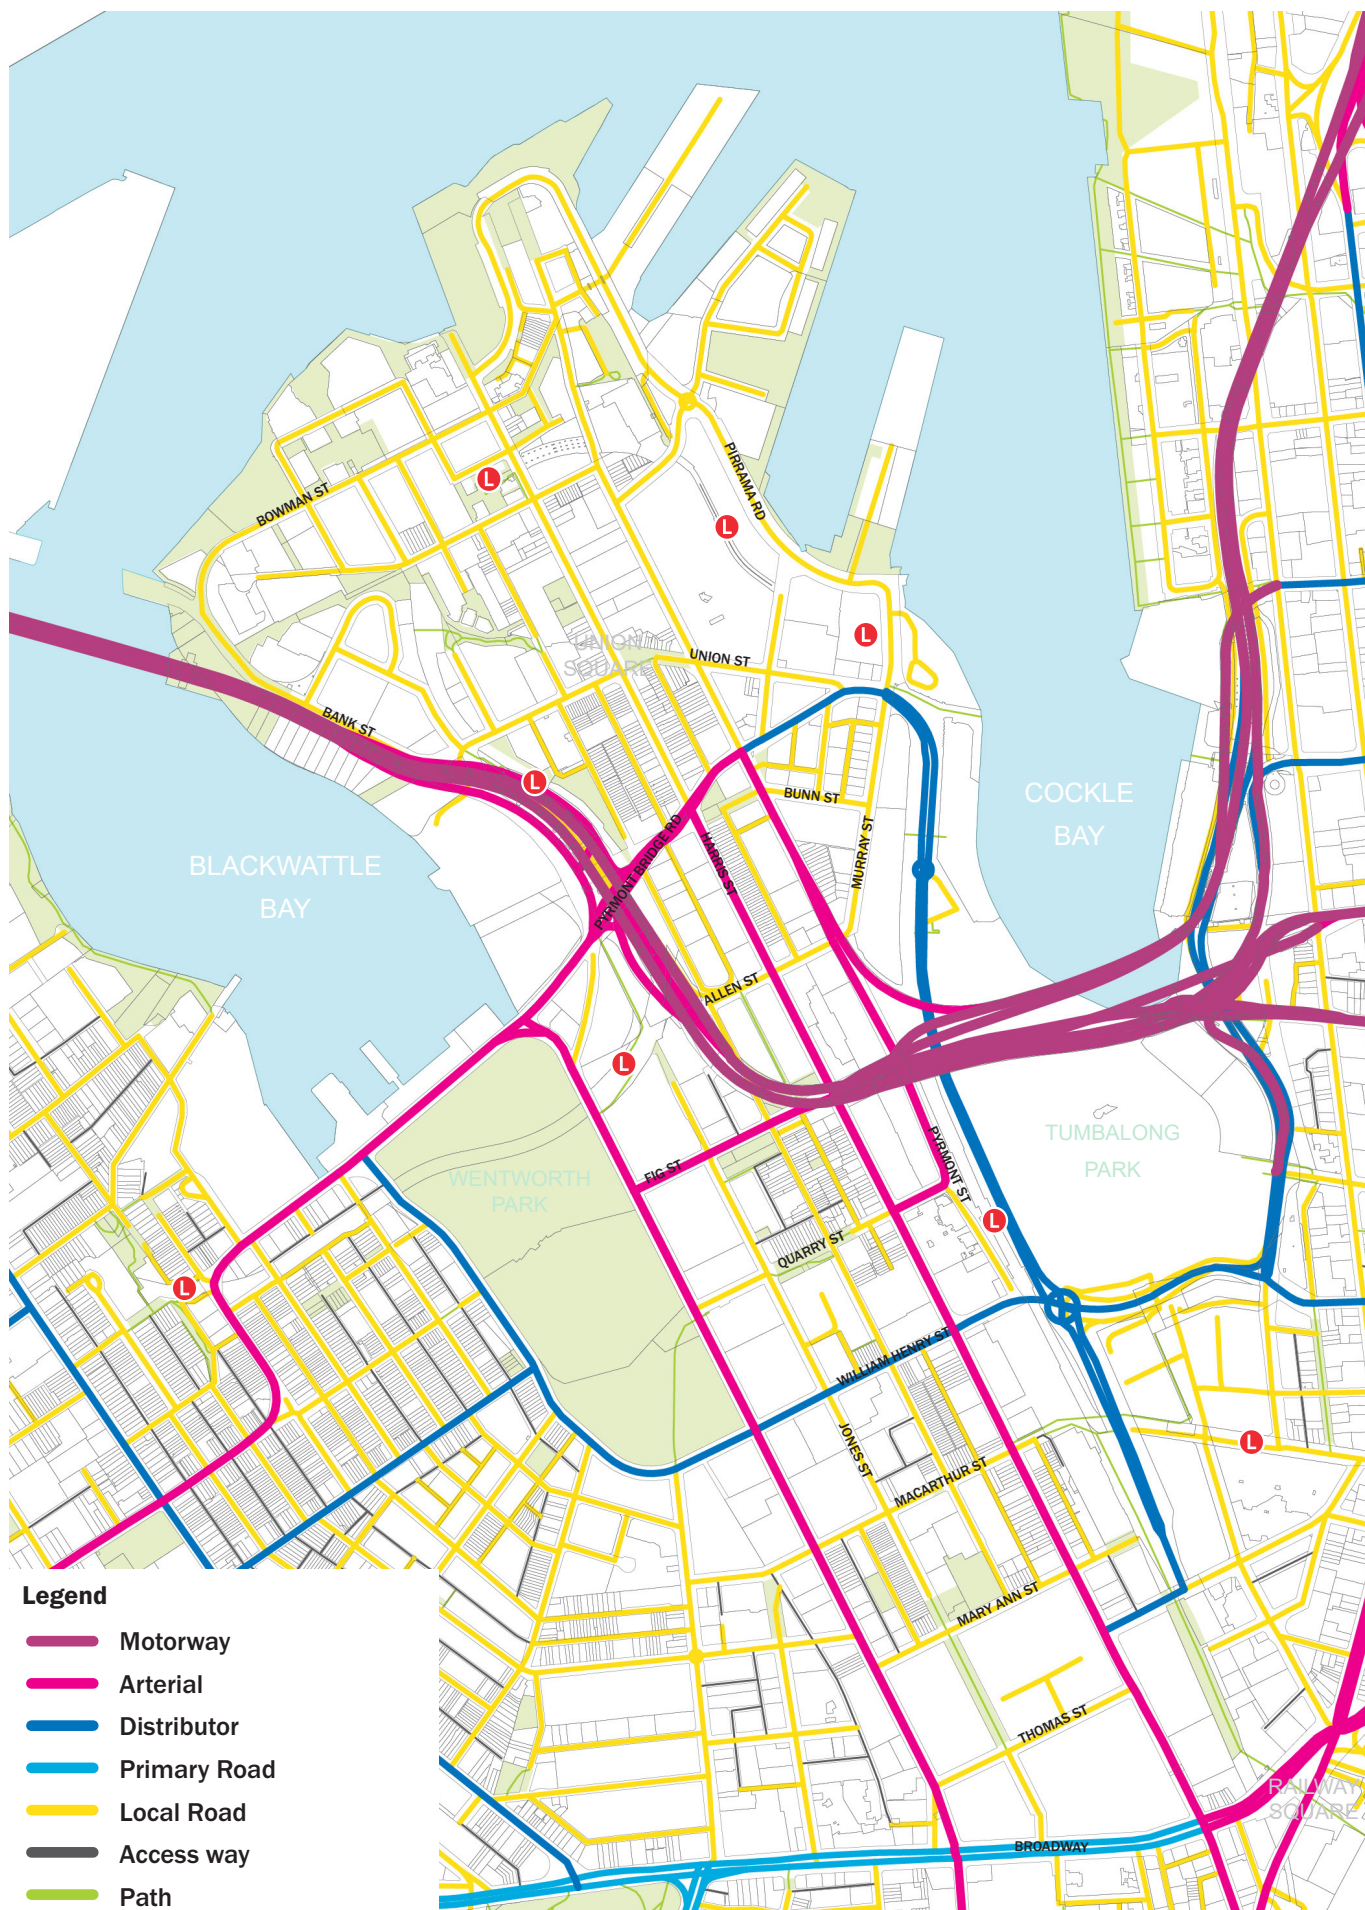 L
PIRRAMA RD
BOWMAN ST
L
L
UNION
SQUARE
UNION ST
L
BANK ST
L
BUNN ST
COCKLE
BAY
BLACKWATTLE
BAY
PYRMONT BRIDGE RD
HARRIS ST
MURRAY ST
ALLEN ST
L
TUMBALONG
PARK
WENTWORTH
PARK
FIG ST
PYRMONT ST
L
QUARRY ST
L
WILLIAM HENRY ST
JONES ST
L
MACARTHUR ST
MARY ANN ST
THOMAS ST
RAILWAY
SQUARE
BROADWAY
Legend
Motorway
Arterial
Distributor
Primary Road
Local Road
Access way
Path